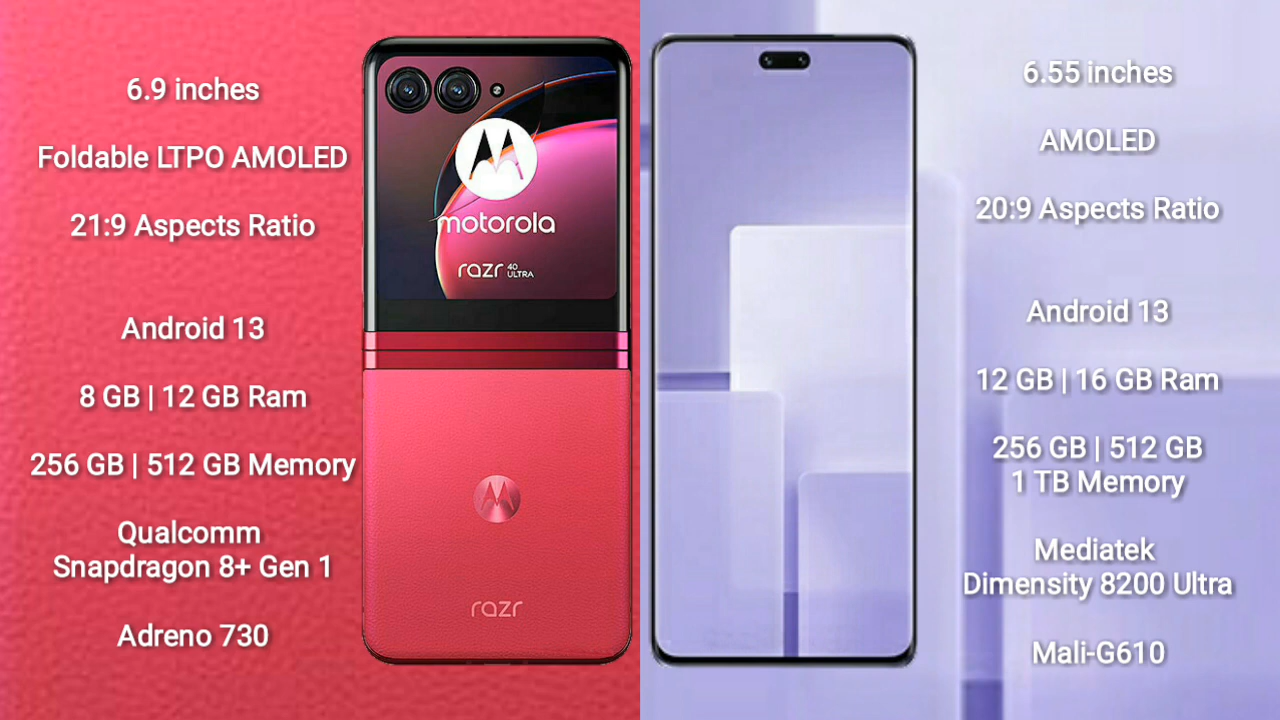 6.9 inches
Foldable LTPO AMOLED
21:9 Aspects Ratio
Android 13
8 GB | 12 GB Ram
256 GB | 512 GB Memory
Qualcomm
Snapdragon 8+ Gen 1
Adreno 730
motorola
razr 40 ULTRA
razr
6.55 inches
AMOLED
20:9 Aspects Ratio
Android 13
12 GB | 16 GB Ram
256 GB | 512 GB
1 TB Memory
Mediatek
Dimensity 8200 Ultra
Mali-G610